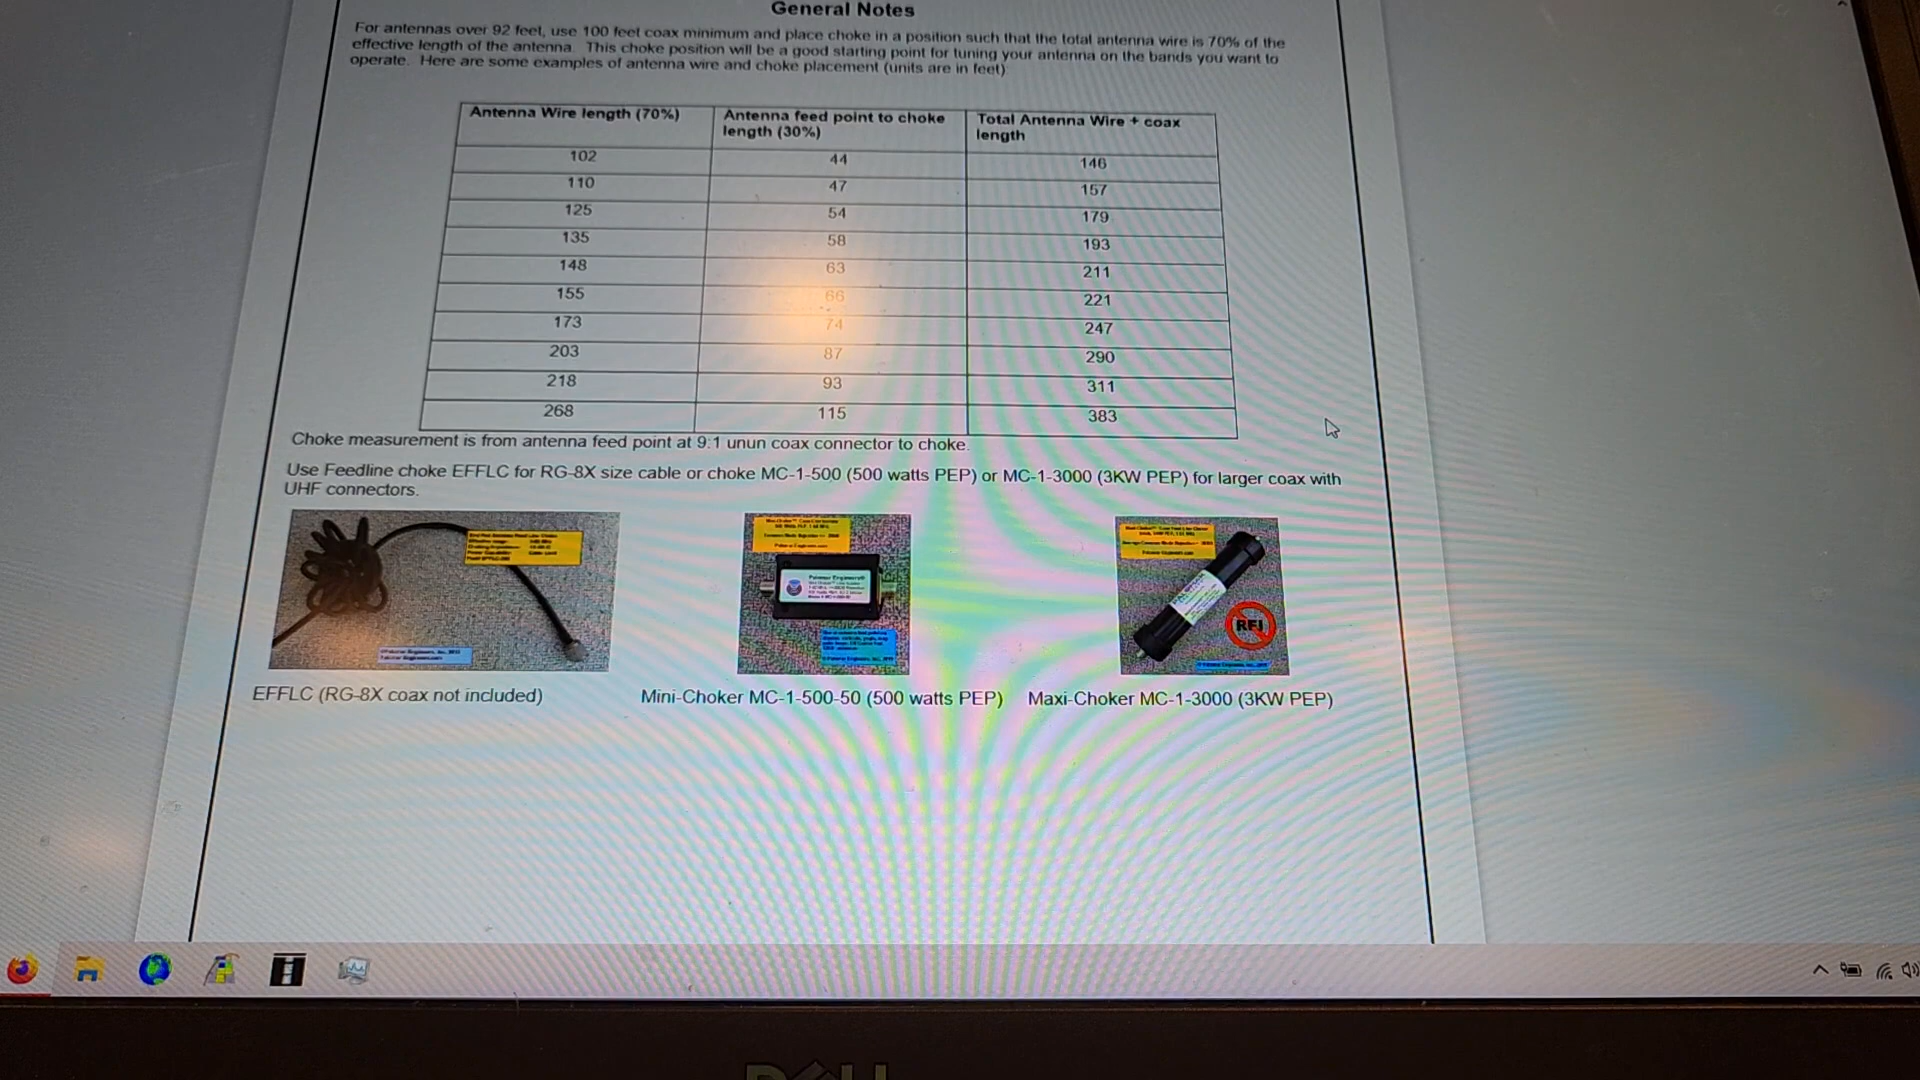 General Notes
For antennas over 92 feet, use 100 feet coax minimum and place choke in a position such that the total antenna wire is 70% of the
effective length of the antenna. This choke position will be a good starting point for tuning your antenna on the bands you want to
operate. Here are some examples of antenna wire and choke placement (units are in feet)
Antenna Wire length (70%) Antenna feed point to choke length (30%) Total Antenna Wire + coax length
102 44 146
110 47 157
125 54 179
135 58 193
148 63 211
155 66 221
173 74 247
203 87 290
218 93 311
268 115 383
Choke measurement is from antenna feed point at 9:1 unun coax connector to choke.
Use Feedline choke EFFLC for RG-8X size cable or choke MC-1-500 (500 watts PEP) or MC-1-3000 (3KW PEP) for larger coax with
UHF connectors.
Palomar Engineers
RFI
EFFLC (RG-8X coax not included) Mini-Choker MC-1-500-50 (500 watts PEP) Maxi-Choker MC-1-3000 (3KW PEP)
DELL